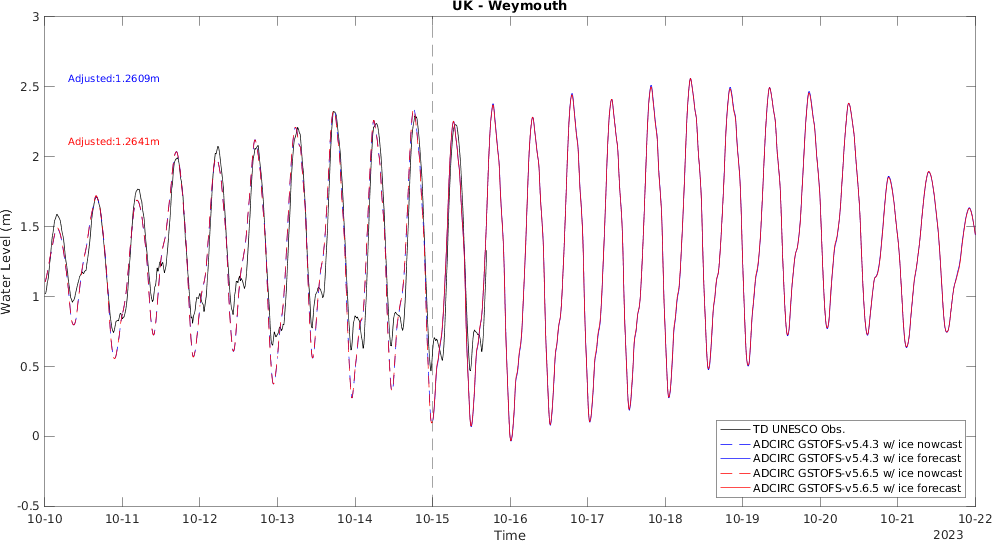 UK - Weymouth
3
2.5
2
1.5
1
0.5
0
-0.5
Water Level (m)
Adjusted:1.2609m
Adjusted:1.2641m
TD UNESCO Obs.
ADCIRC GSTOFS-v5.4.3 w/ ice nowcast
ADCIRC GSTOFS-v5.4.3 w/ ice forecast
ADCIRC GSTOFS-v5.6.5 w/ ice nowcast
ADCIRC GSTOFS-v5.6.5 w/ ice forecast
10-10 10-11 10-12 10-13 10-14 10-15 10-16 10-17 10-18 10-19 10-20 10-21 10-22
Time
2023